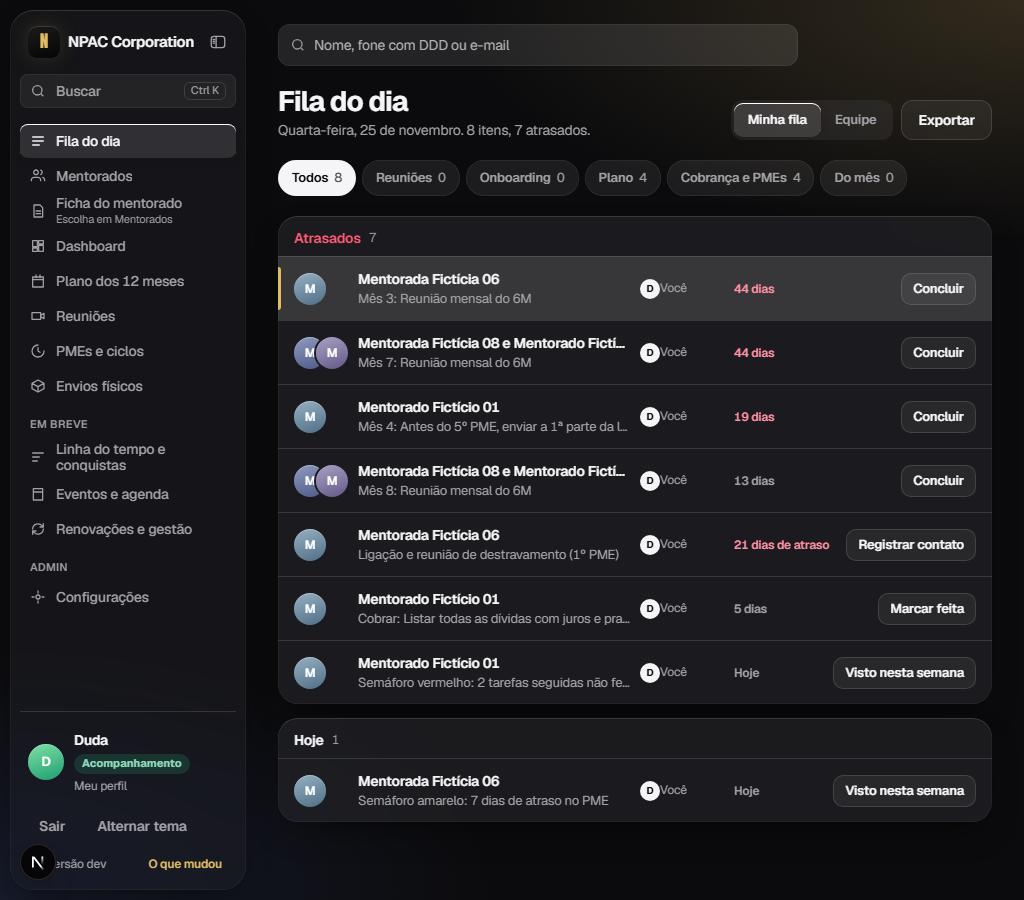 N NPAC Corporation
Buscar Ctrl K
Fila do dia
Mentorados
Ficha do mentorado
Escolha em Mentorados
Dashboard
Plano dos 12 meses
Reuniões
PMEs e ciclos
Envios físicos
EM BREVE
Linha do tempo e
conquistas
Eventos e agenda
Renovações e gestão
ADMIN
Configurações
D
Duda
Acompanhamento
Meu perfil
Sair Alternar tema
N ersão dev O que mudou
Nome, fone com DDD ou e-mail
Fila do dia
Quarta-feira, 25 de novembro. 8 itens, 7 atrasados.
Minha fila Equipe Exportar
Todos 8 Reuniões 0 Onboarding 0 Plano 4 Cobrança e PMEs 4 Do mês 0
Atrasados 7
M Mentorada Fictícia 06 D Você 44 dias Concluir
Mês 3: Reunião mensal do 6M
M M Mentorada Fictícia 08 e Mentorado Fictí... D Você 44 dias Concluir
Mês 7: Reunião mensal do 6M
M Mentorado Fictício 01 D Você 19 dias Concluir
Mês 4: Antes do 5º PME, enviar a 1ª parte da l...
M M Mentorada Fictícia 08 e Mentorado Fictí... D Você 13 dias Concluir
Mês 8: Reunião mensal do 6M
M Mentorada Fictícia 06 D Você 21 dias de atraso Registrar contato
Ligação e reunião de destravamento (1º PME)
M Mentorado Fictício 01 D Você 5 dias Marcar feita
Cobrar: Listar todas as dívidas com juros e pra...
M Mentorado Fictício 01 D Você Hoje Visto nesta semana
Semáforo vermelho: 2 tarefas seguidas não fe...
Hoje 1
M Mentorada Fictícia 06 D Você Hoje Visto nesta semana
Semáforo amarelo: 7 dias de atraso no PME